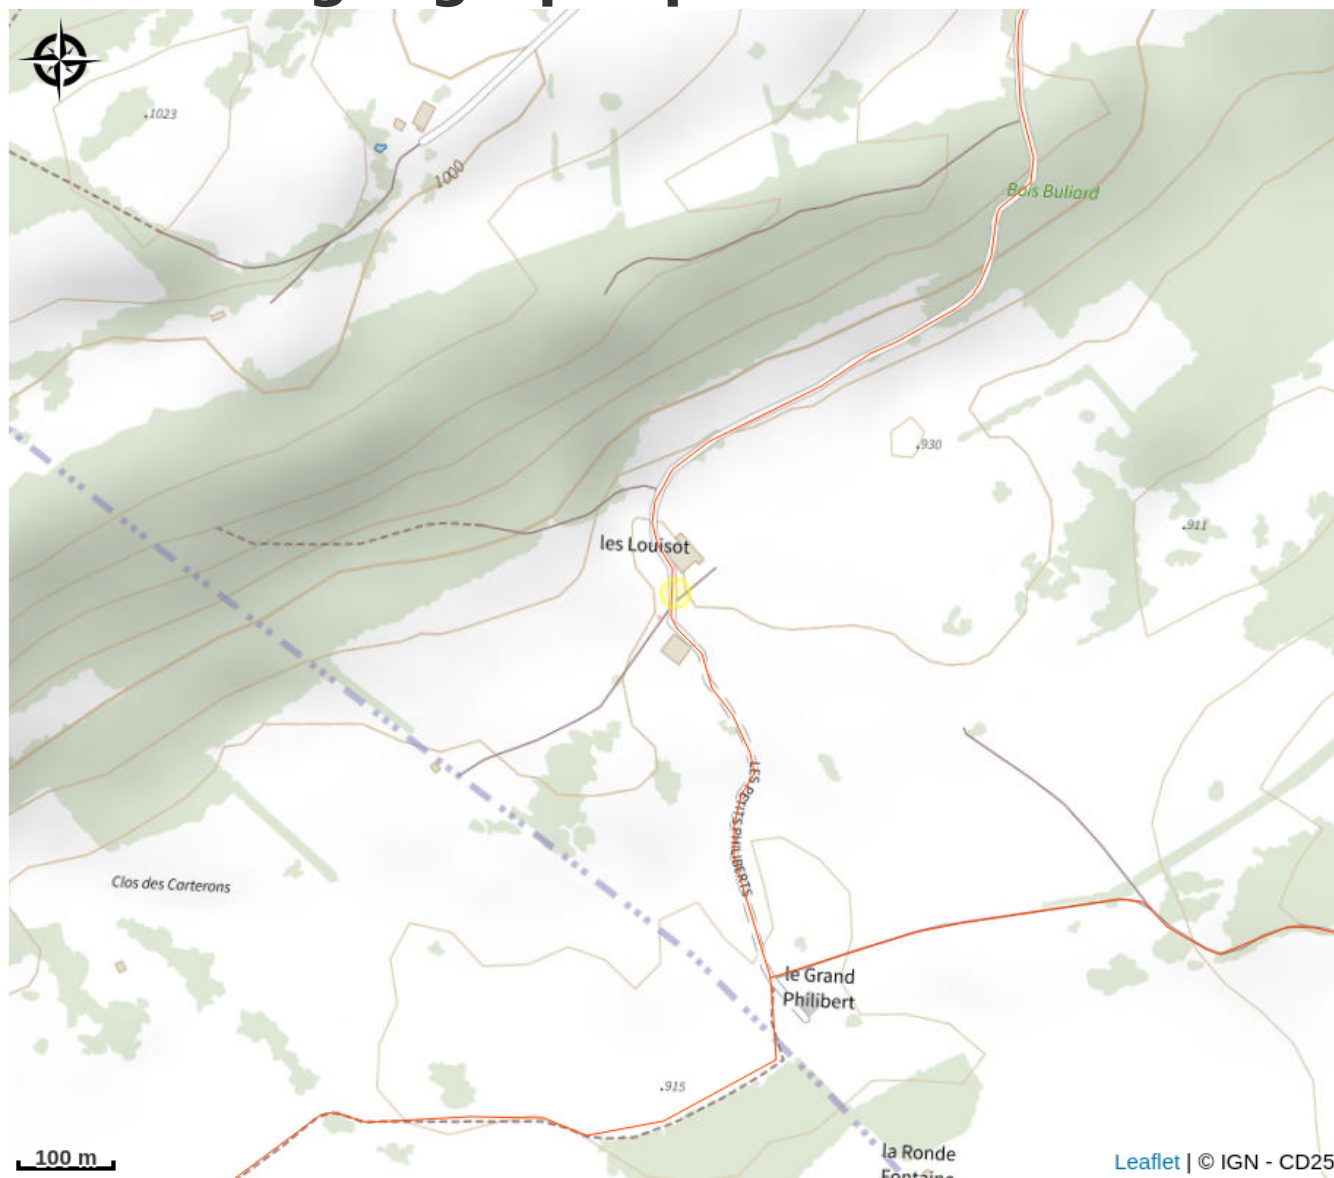 1023
1000
Bois Buliard
930
911
les Louisot
LES PETITS PHILIBERTS
Clos des Carterons
le Grand
Philibert
915
la Ronde
Fontaine
100 m
Leaflet | © IGN - CD25